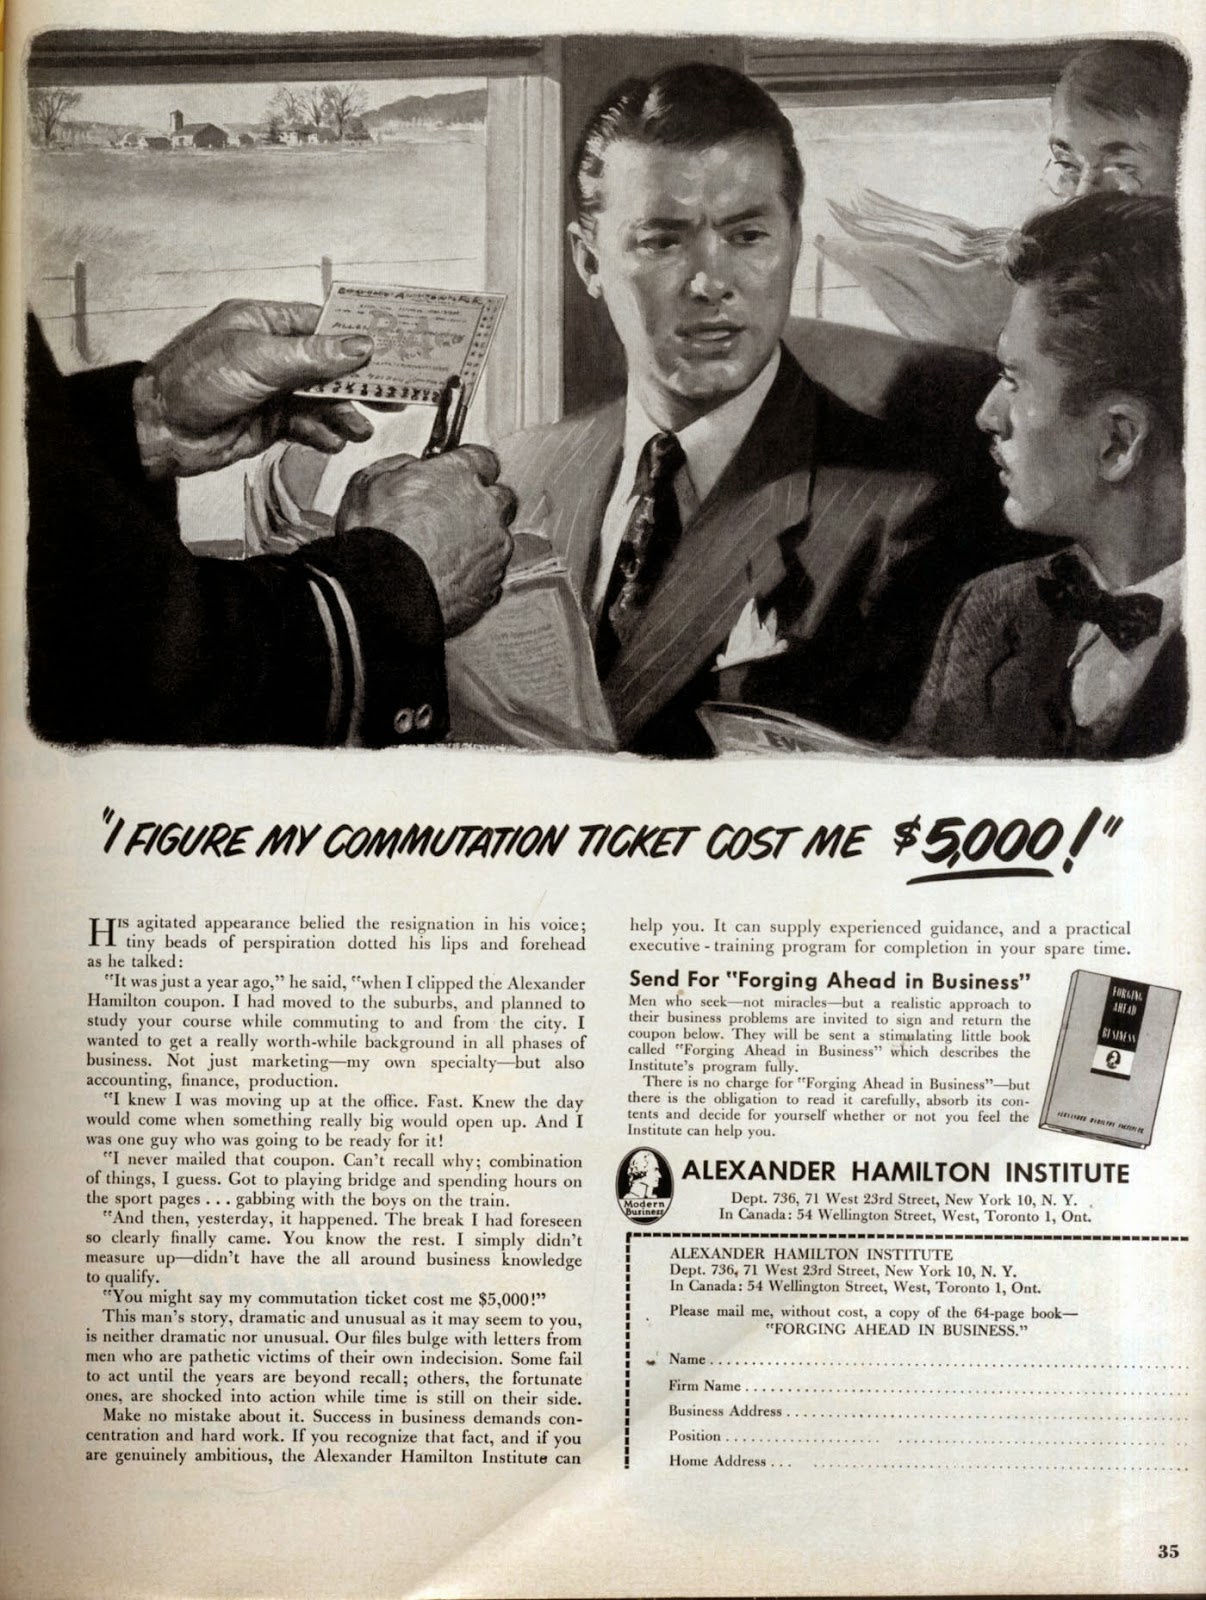 "I FIGURE MY COMMUTATION TICKET COST ME $5,000!"
HIS agitated appearance belied the resignation in his voice;
tiny beads of perspiration dotted his lips and forehead
as he talked:
"It was just a year ago," he said, "when I clipped the Alexander
Hamilton coupon. I had moved to the suburbs, and planned to
study your course while commuting to and from the city. I
wanted to get a really worth-while background in all phases of
business. Not just marketing—my own specialty—but also
accounting, finance, production.
"I knew I was moving up at the office. Fast. Knew the day
would come when something really big would open up. And I
was one guy who was going to be ready for it!
"I never mailed that coupon. Can't recall why; combination
of things, I guess. Got to playing bridge and spending hours on
the sport pages . . . gabbing with the boys on the train.
"And then, yesterday, it happened. The break I had foreseen
so clearly finally came. You know the rest. I simply didn't
measure up—didn't have the all around business knowledge
to qualify.
"You might say my commutation ticket cost me $5,000!"
This man's story, dramatic and unusual as it may seem to you,
is neither dramatic nor unusual. Our files bulge with letters from
men who are pathetic victims of their own indecision. Some fail
to act until the years are beyond recall; others, the fortunate
ones, are shocked into action while time is still on their side.
Make no mistake about it. Success in business demands con-
centration and hard work. If you recognize that fact, and if you
are genuinely ambitious, the Alexander Hamilton Institute can
help you. It can supply experienced guidance, and a practical
executive-training program for completion in your spare time.
Send For "Forging Ahead in Business"
Men who seek—not miracles—but a realistic approach to
their business problems are invited to sign and return the
coupon below. They will be sent a stimulating little book
called "Forging Ahead in Business" which describes the
Institute's program fully.
There is no charge for "Forging Ahead in Business"—but
there is the obligation to read it carefully, absorb its con-
tents and decide for yourself whether or not you feel the
Institute can help you.
FORGING
AHEAD
IN
BUSINESS
ALEXANDER HAMILTON INSTITUTE
Modern
Business
ALEXANDER HAMILTON INSTITUTE
Dept. 736, 71 West 23rd Street, New York 10, N. Y.
In Canada: 54 Wellington Street, West, Toronto 1, Ont.
ALEXANDER HAMILTON INSTITUTE
Dept. 736, 71 West 23rd Street, New York 10, N. Y.
In Canada: 54 Wellington Street, West, Toronto 1, Ont.
Please mail me, without cost, a copy of the 64-page book—
"FORGING AHEAD IN BUSINESS."
Name
Firm Name
Business Address
Position
Home Address
35